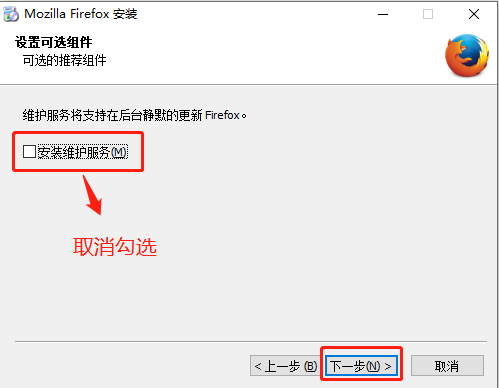 Mozilla Firefox 安装
设置可选组件
可选的推荐组件
维护服务将支持在后台静默的更新 Firefox。
安装维护服务(M)
取消勾选
< 上一步 (B) 下一步(N) > 取消